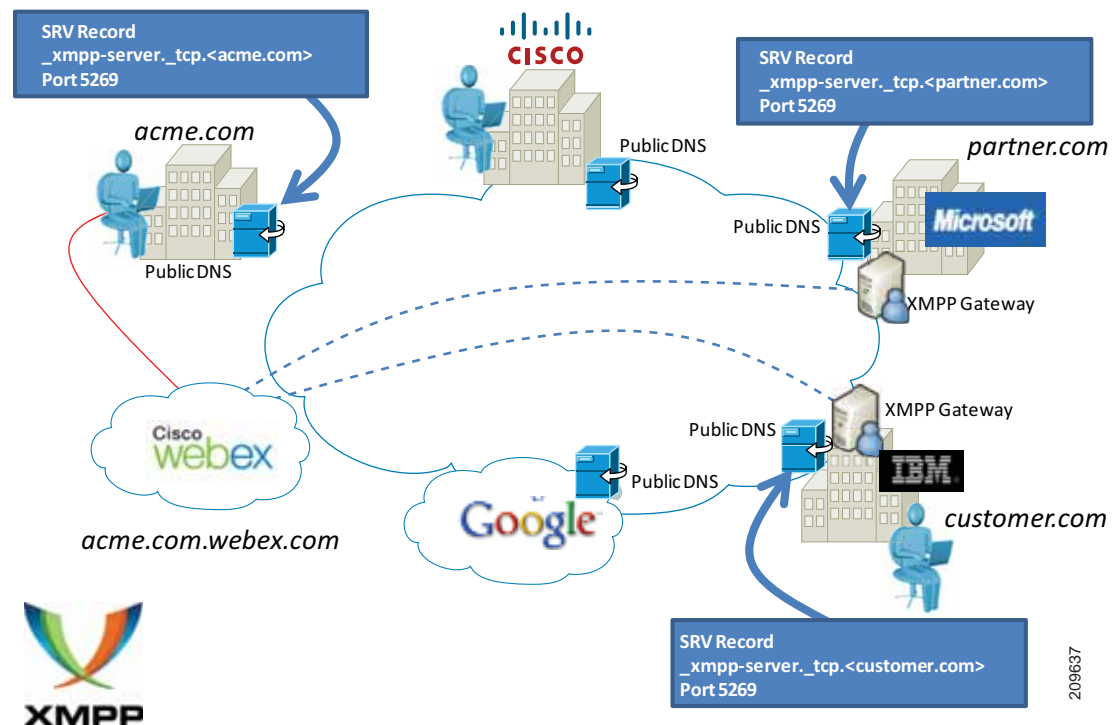 SRV Record
_xmpp-server._tcp.<acme.com>
Port 5269
CISCO
SRV Record
_xmpp-server._tcp.<partner.com>
Port 5269
acme.com
Public DNS
partner.com
Public DNS
Microsoft
Public DNS
XMPP Gateway
Cisco
webex
XMPP Gateway
Public DNS
IBM
Public DNS
Google
customer.com
acme.com.webex.com
SRV Record
_xmpp-server._tcp.<customer.com>
Port 5269
209637
XMPP